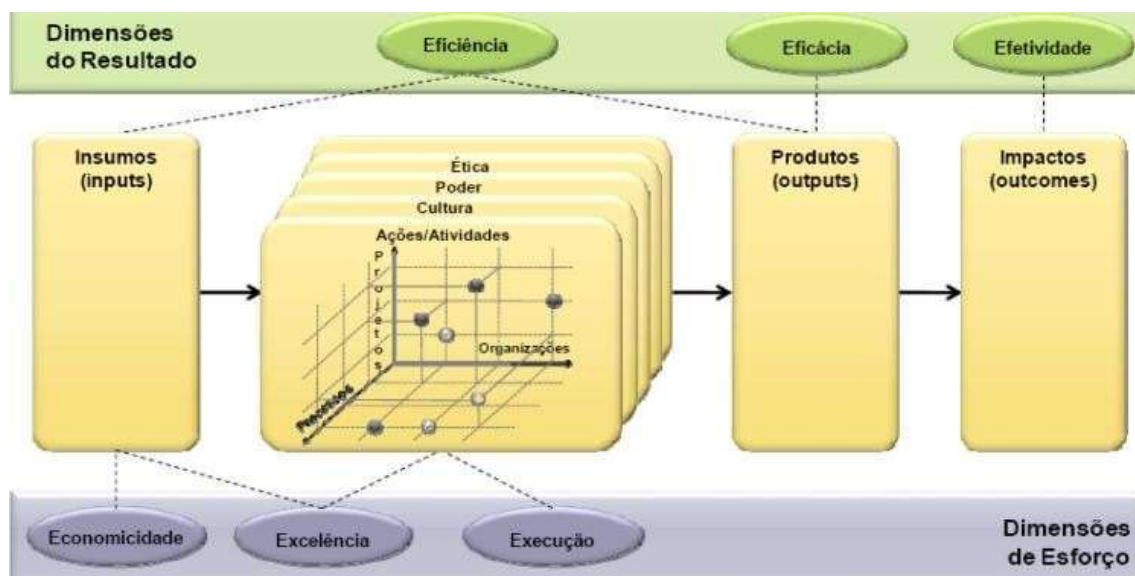 Dimensões
do Resultado
Eficiência
Eficácia
Efetividade
Insumos
(inputs)
Ética
Poder
Cultura
Ações/Atividades
Projetos
Organizações
Processos
Produtos
(outputs)
Impactos
(outcomes)
Economicidade
Excelência
Execução
Dimensões
de Esforço